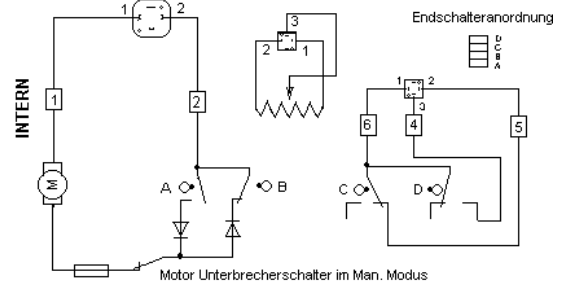 1 2
3
2 1
Endschalteranordnung
D
C
B
A
INTERN
1
2
1 2
3
6
4
5
M
A
B
C
D
Motor Unterbrecherschalter im Man. Modus